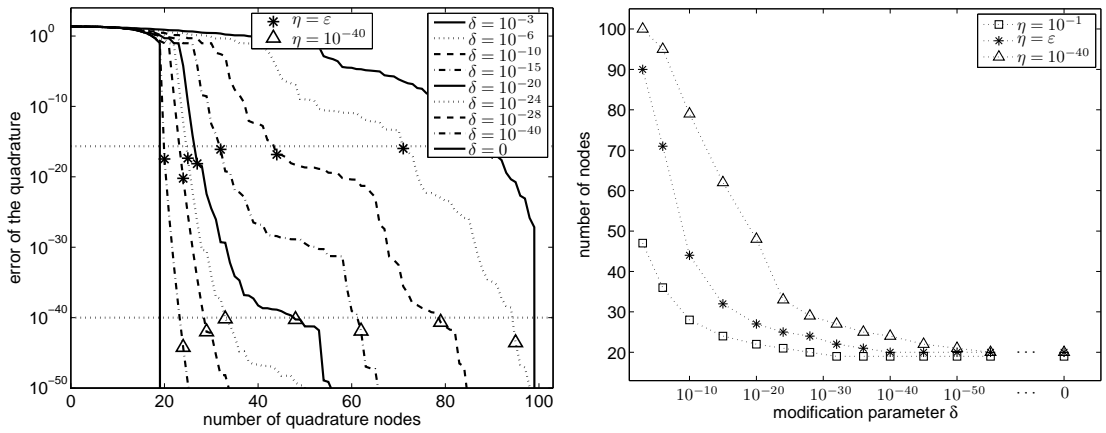 error of the quadrature
10^0
10^{-10}
10^{-20}
10^{-30}
10^{-40}
10^{-50}
0
20
40
60
80
100
number of quadrature nodes
η = ε
η = 10^{-40}
δ = 10^{-3}
δ = 10^{-6}
δ = 10^{-10}
δ = 10^{-15}
δ = 10^{-20}
δ = 10^{-24}
δ = 10^{-28}
δ = 10^{-40}
δ = 0
number of nodes
100
90
80
70
60
50
40
30
20
10^{-10}
10^{-20}
10^{-30}
10^{-40}
10^{-50}
···
···
0
modification parameter δ
η = 10^{-1}
η = ε
η = 10^{-40}